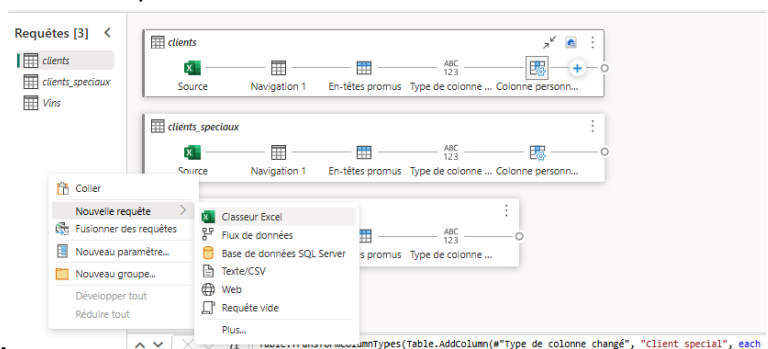 Requêtes [3]
clients
clients_speciaux
Vins
clients
ABC
123
Source Navigation 1 En-têtes promus Type de colonne ... Colonne personn...
clients_speciaux
ABC
123
Source Navigation 1 En-têtes promus Type de colonne ... Colonne personn...
ABC
123
s promus Type de colonne ...
Coller
Nouvelle requête
Fusionner des requêtes
Nouveau paramètre...
Nouveau groupe...
Développer tout
Réduire tout
Classeur Excel
Flux de données
Base de données SQL Server
Texte/CSV
Web
Requête vide
Plus...
fx Table.TransformColumnTypes(Table.AddColumn(#"Type de colonne changé", "Client special", each